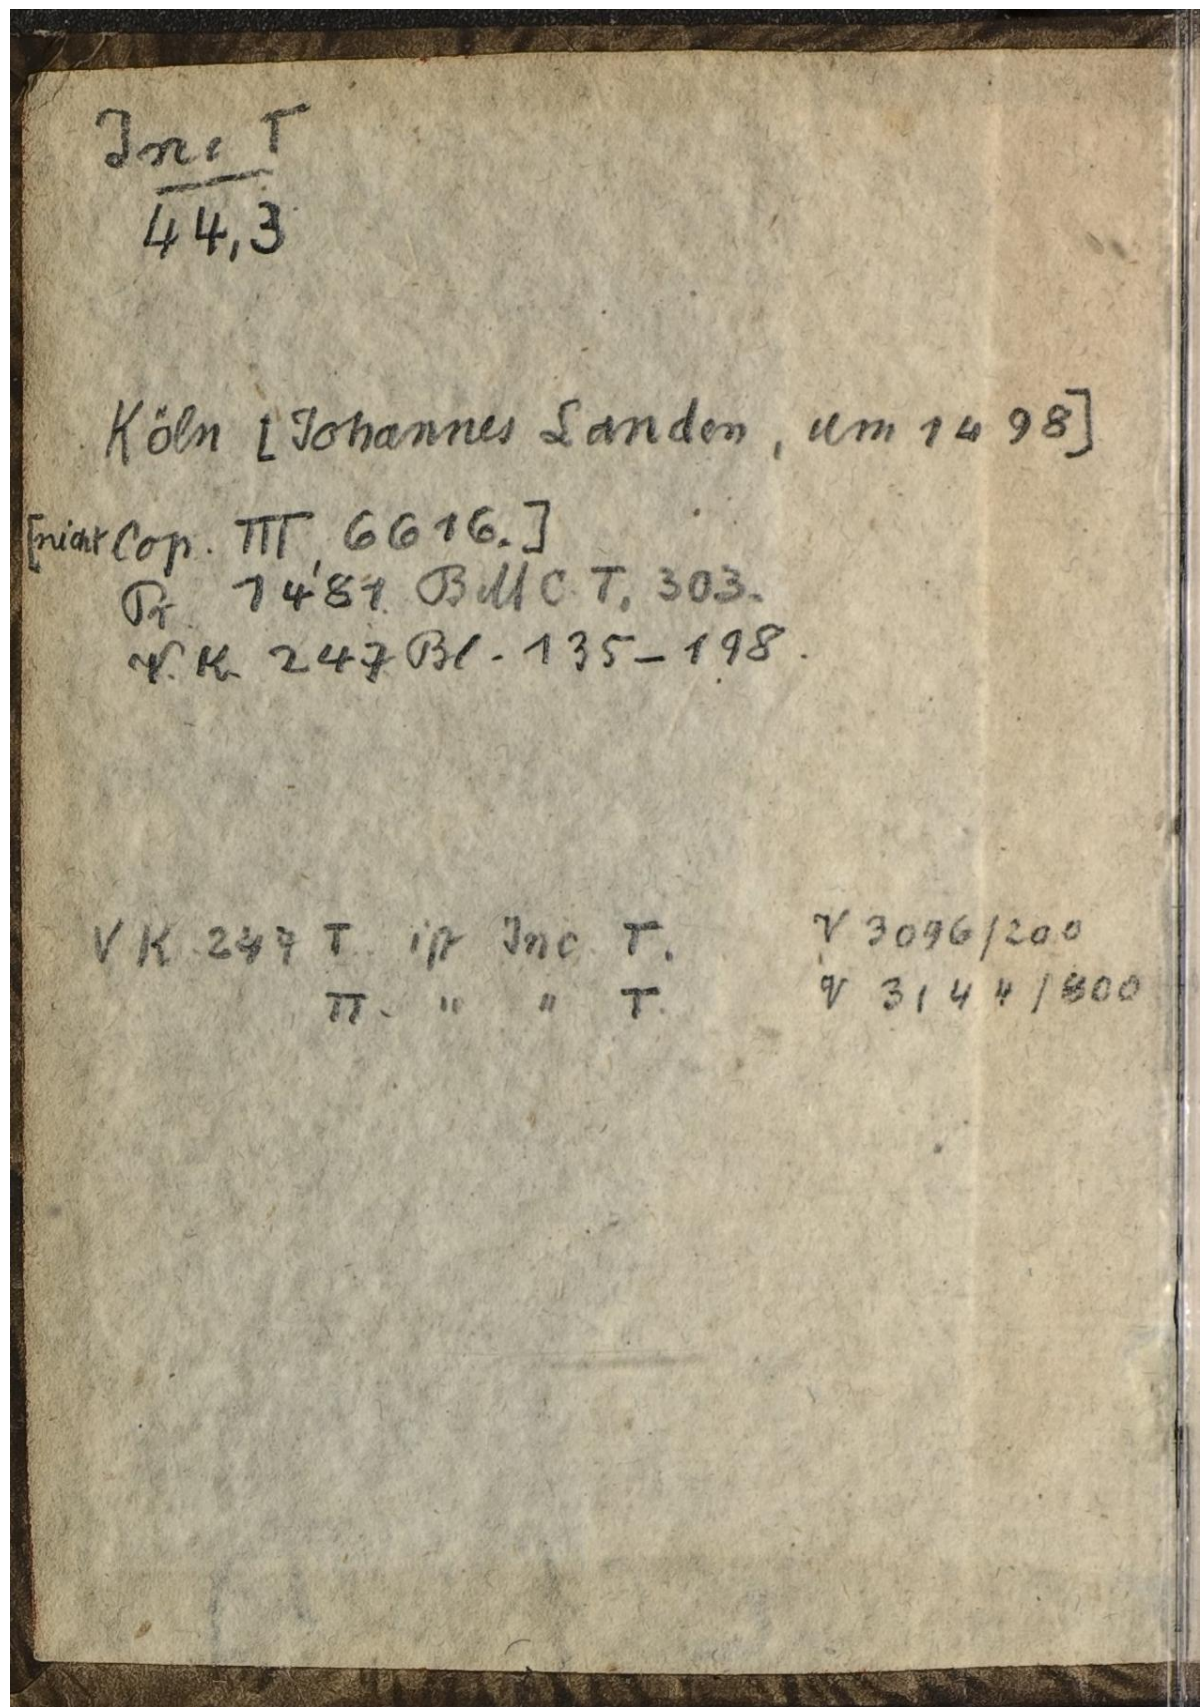 Inc I
44,3
Köln [Johannes Landen, um 1498]
[nicht Cop. III, 6616.]
Pr. 1481 BMC I, 303.
V.K. 247 Bl. 135–198.
VK 247 I ist Inc I. V 3096/200
II. " " I. V 3144/800